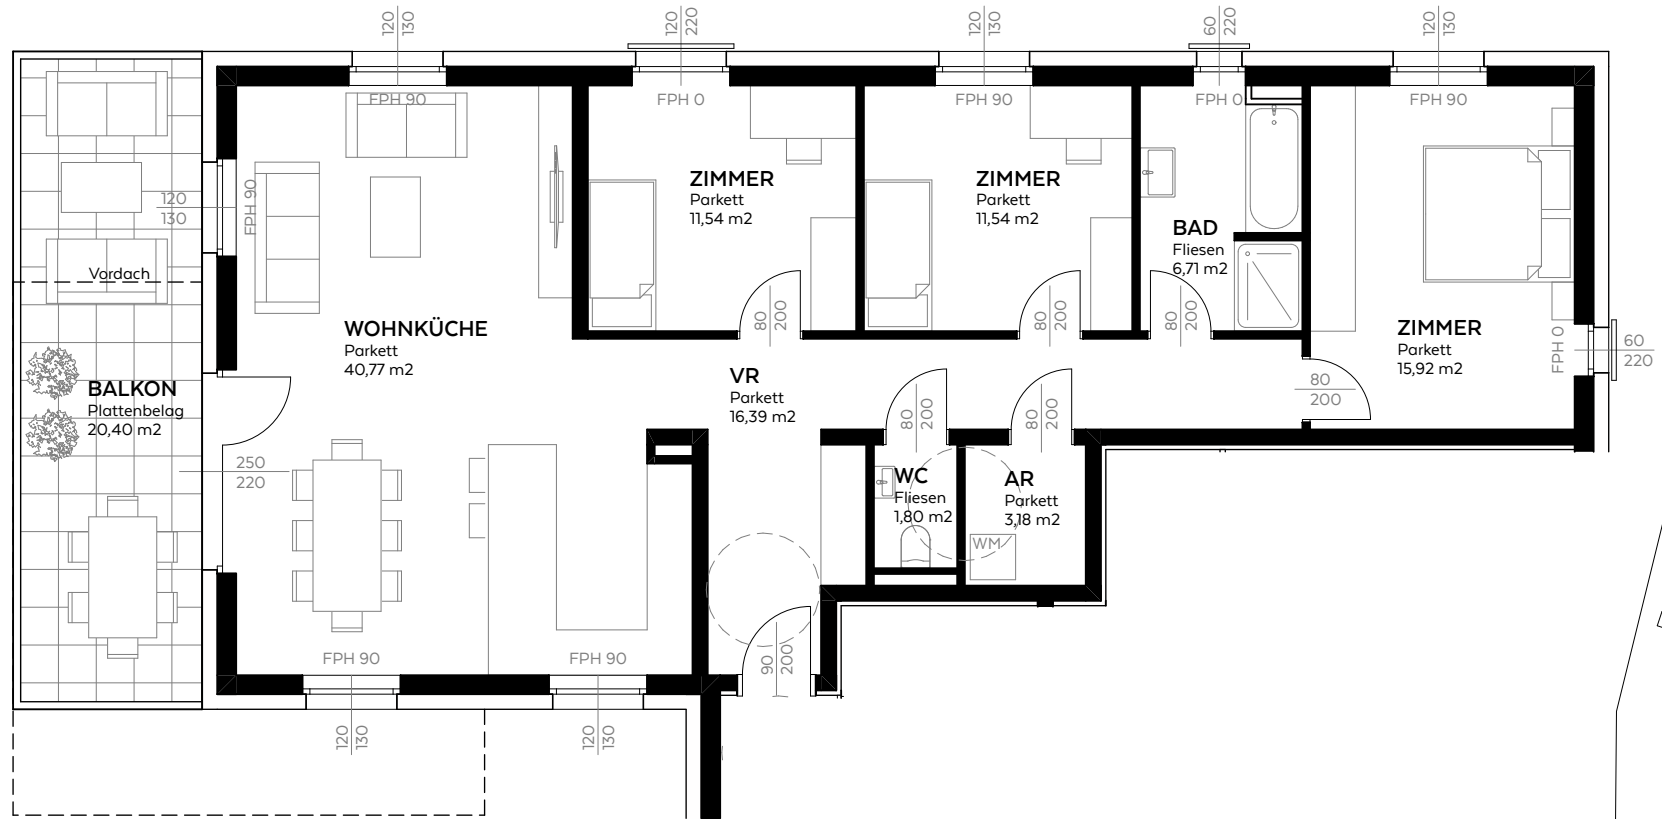 120
130
120
220
120
130
60
220
120
130
FPH 90
FPH 0
FPH 90
FPH 0
FPH 90
120
130
FPH 90
Vordach
ZIMMER
Parkett
11,54 m2
ZIMMER
Parkett
11,54 m2
BAD
Fliesen
6,71 m2
WOHNKÜCHE
Parkett
40,77 m2
80
200
80
200
80
200
ZIMMER
Parkett
15,92 m2
FPH 0
60
220
BALKON
Plattenbelag
20,40 m2
VR
Parkett
16,39 m2
80
200
80
200
80
200
250
220
WC
Fliesen
1,80 m2
AR
Parkett
3,18 m2
WM
FPH 90
FPH 90
90
200
120
130
120
130